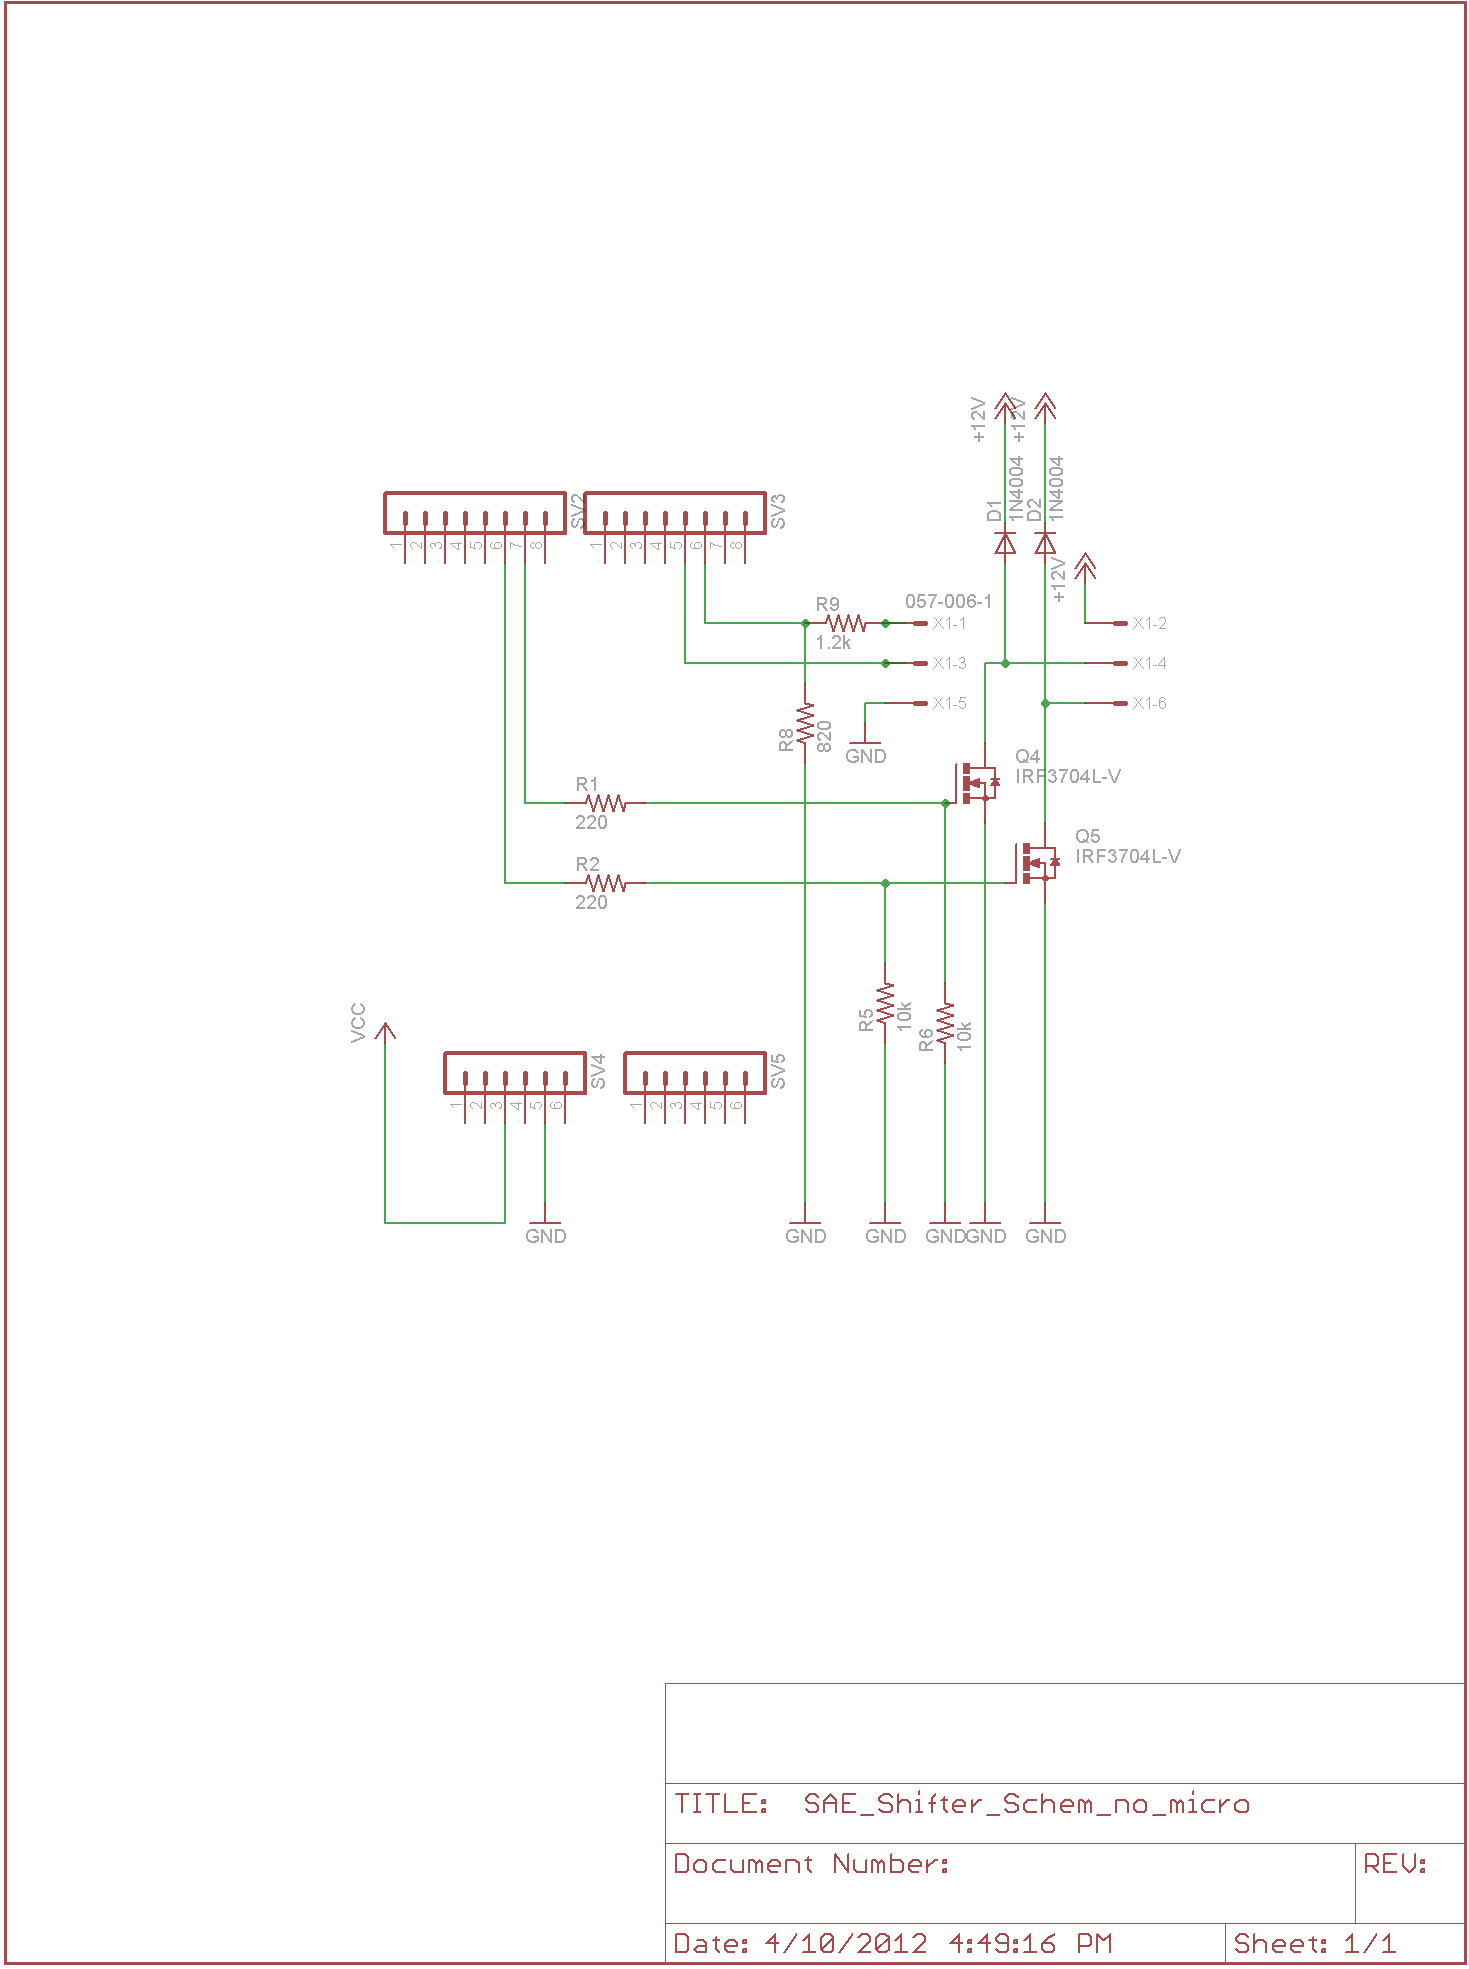 +12V
+12V
1N4004
1N4004
D1
D2
SV2
SV3
1 2 3 4 5 6 7 8
1 2 3 4 5 6 7 8
+12V
R9
1.2k
057-006-1
X1-1
X1-2
X1-3
X1-4
X1-5
X1-6
R8
820
GND
Q4
IRF3704L-V
R1
220
Q5
IRF3704L-V
R2
220
R5
10k
R6
10k
VCC
SV4
SV5
1 2 3 4 5 6
1 2 3 4 5 6
GND
GND
GND
GND
GND
GND
TITLE: SAE_Shifter_Schem_no_micro
Document Number:
REV:
Date: 4/10/2012 4:49:16 PM
Sheet: 1/1